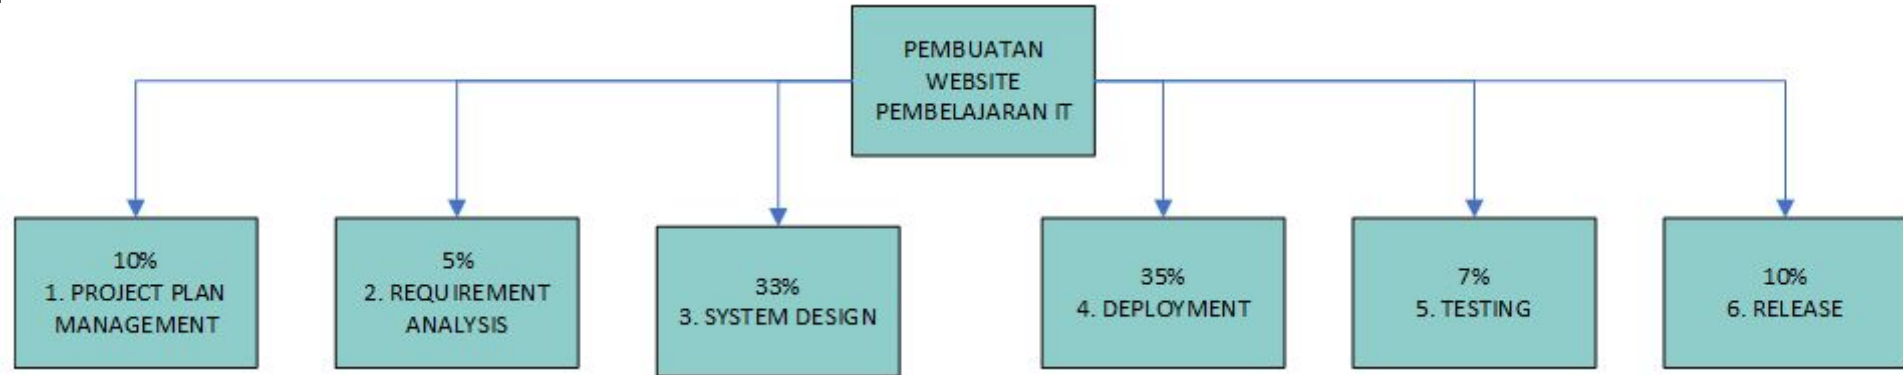 PEMBUATAN
WEBSITE
PEMBELAJARAN IT
10%
1. PROJECT PLAN
MANAGEMENT
5%
2. REQUIREMENT
ANALYSIS
33%
3. SYSTEM DESIGN
35%
4. DEPLOYMENT
7%
5. TESTING
10%
6. RELEASE